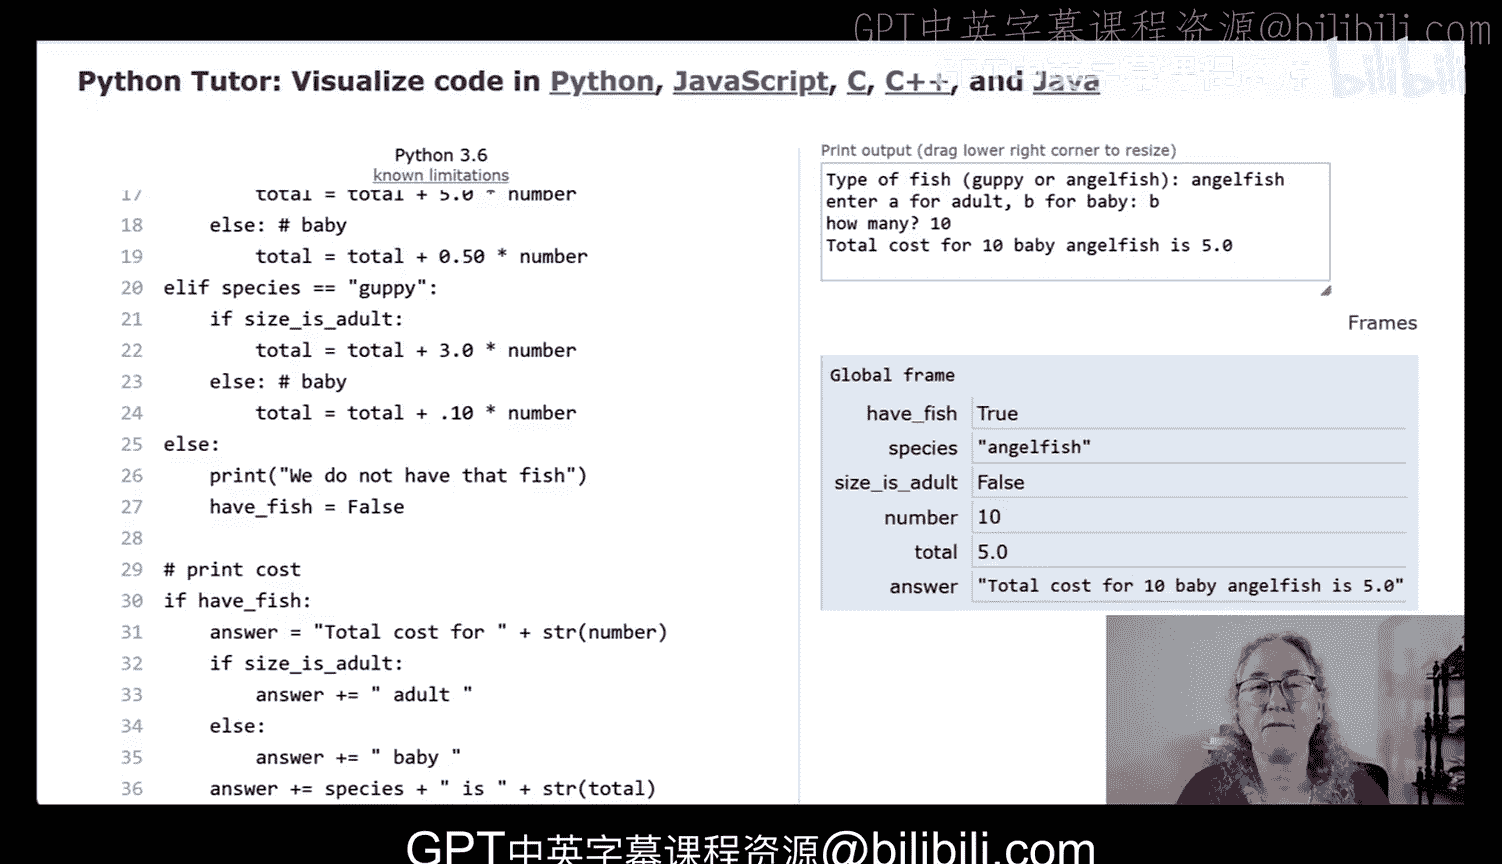 GPT中英字幕课程资源@bilibili.com
Python Tutor: Visualize code in Python, JavaScript, C, C++, and Java
Python 3.6
known limitations
17 total = total + 5.0 * number
18 else: # baby
19 total = total + 0.50 * number
20 elif species == "guppy":
21 if size_is_adult:
22 total = total + 3.0 * number
23 else: # baby
24 total = total + .10 * number
25 else:
26 print("We do not have that fish")
27 have_fish = False
28
29 # print cost
30 if have_fish:
31 answer = "Total cost for " + str(number)
32 if size_is_adult:
33 answer += " adult "
34 else:
35 answer += " baby "
36 answer += species + " is " + str(total)
Print output (drag lower right corner to resize)
Type of fish (guppy or angelfish): angelfish
enter a for adult, b for baby: b
how many? 10
Total cost for 10 baby angelfish is 5.0
Frames
Global frame
have_fish True
species "angelfish"
size_is_adult False
number 10
total 5.0
answer "Total cost for 10 baby angelfish is 5.0"
GPT中英字幕课程资源@bilibili.com